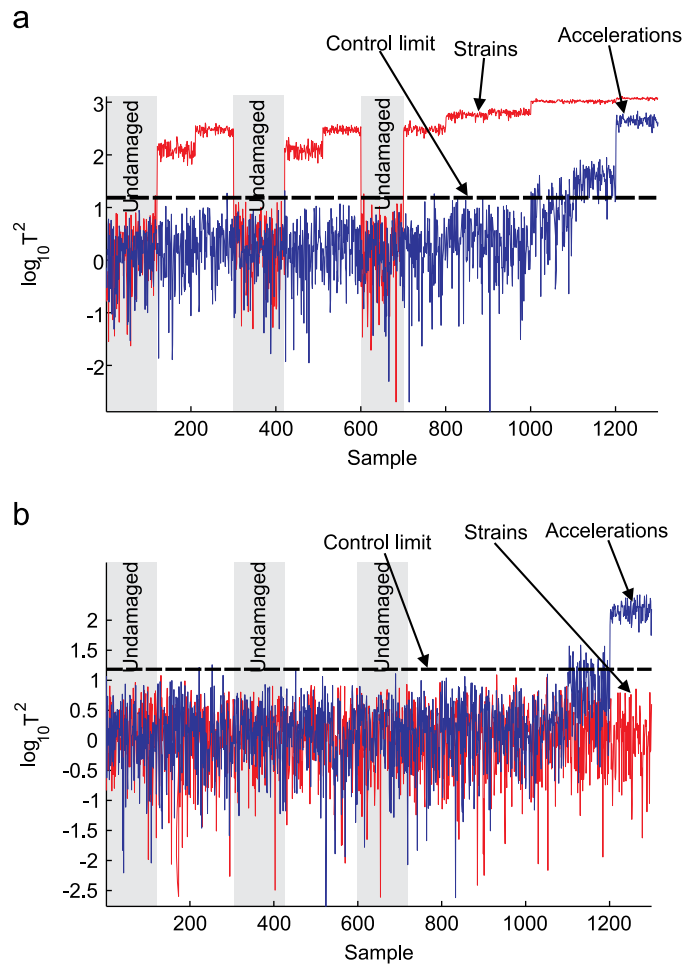 a
Control limit
Strains
Accelerations
Undamaged
Undamaged
Undamaged
log10T2
3
2
1
0
-1
-2
200
400
600
800
1000
1200
Sample
b
Control limit
Strains
Accelerations
Undamaged
Undamaged
Undamaged
log10T2
2
1.5
1
0.5
0
-0.5
-1
-1.5
-2
-2.5
200
400
600
800
1000
1200
Sample